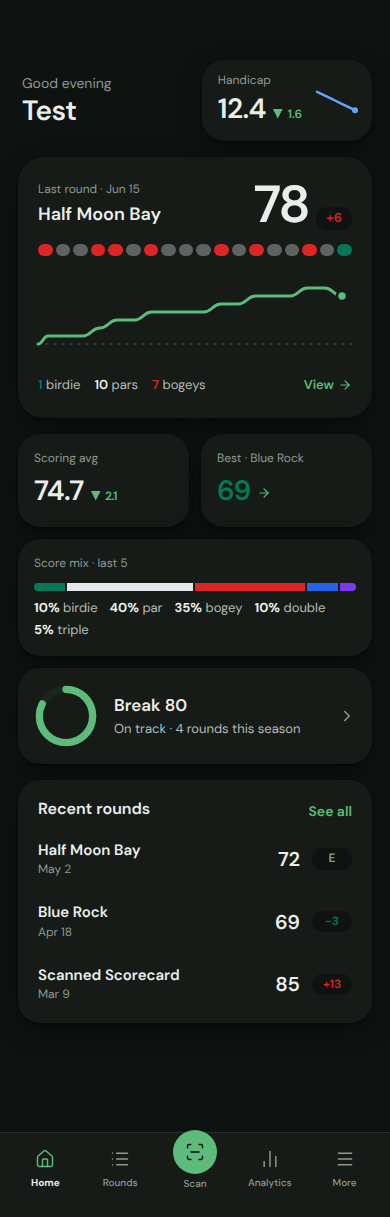 Good evening
Test
Handicap
12.4 ▼ 1.6
Last round · Jun 15
Half Moon Bay
78 +6
1 birdie 10 pars 7 bogeys View →
Scoring avg
74.7 ▼ 2.1
Best · Blue Rock
69 →
Score mix · last 5
10% birdie 40% par 35% bogey 10% double
5% triple
Break 80
On track · 4 rounds this season
Recent rounds See all
Half Moon Bay
May 2
72 E
Blue Rock
Apr 18
69 -3
Scanned Scorecard
Mar 9
85 +13
Home Rounds Scan Analytics More